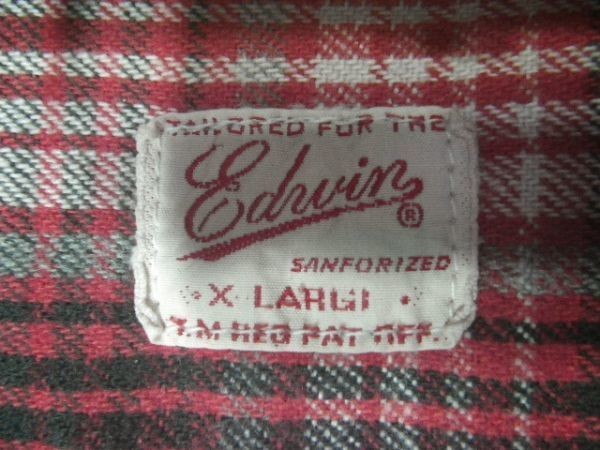 TAILORED FOR THE
Edwin®
SANFORIZED
X LARGE
T.M REG PAT OFF.